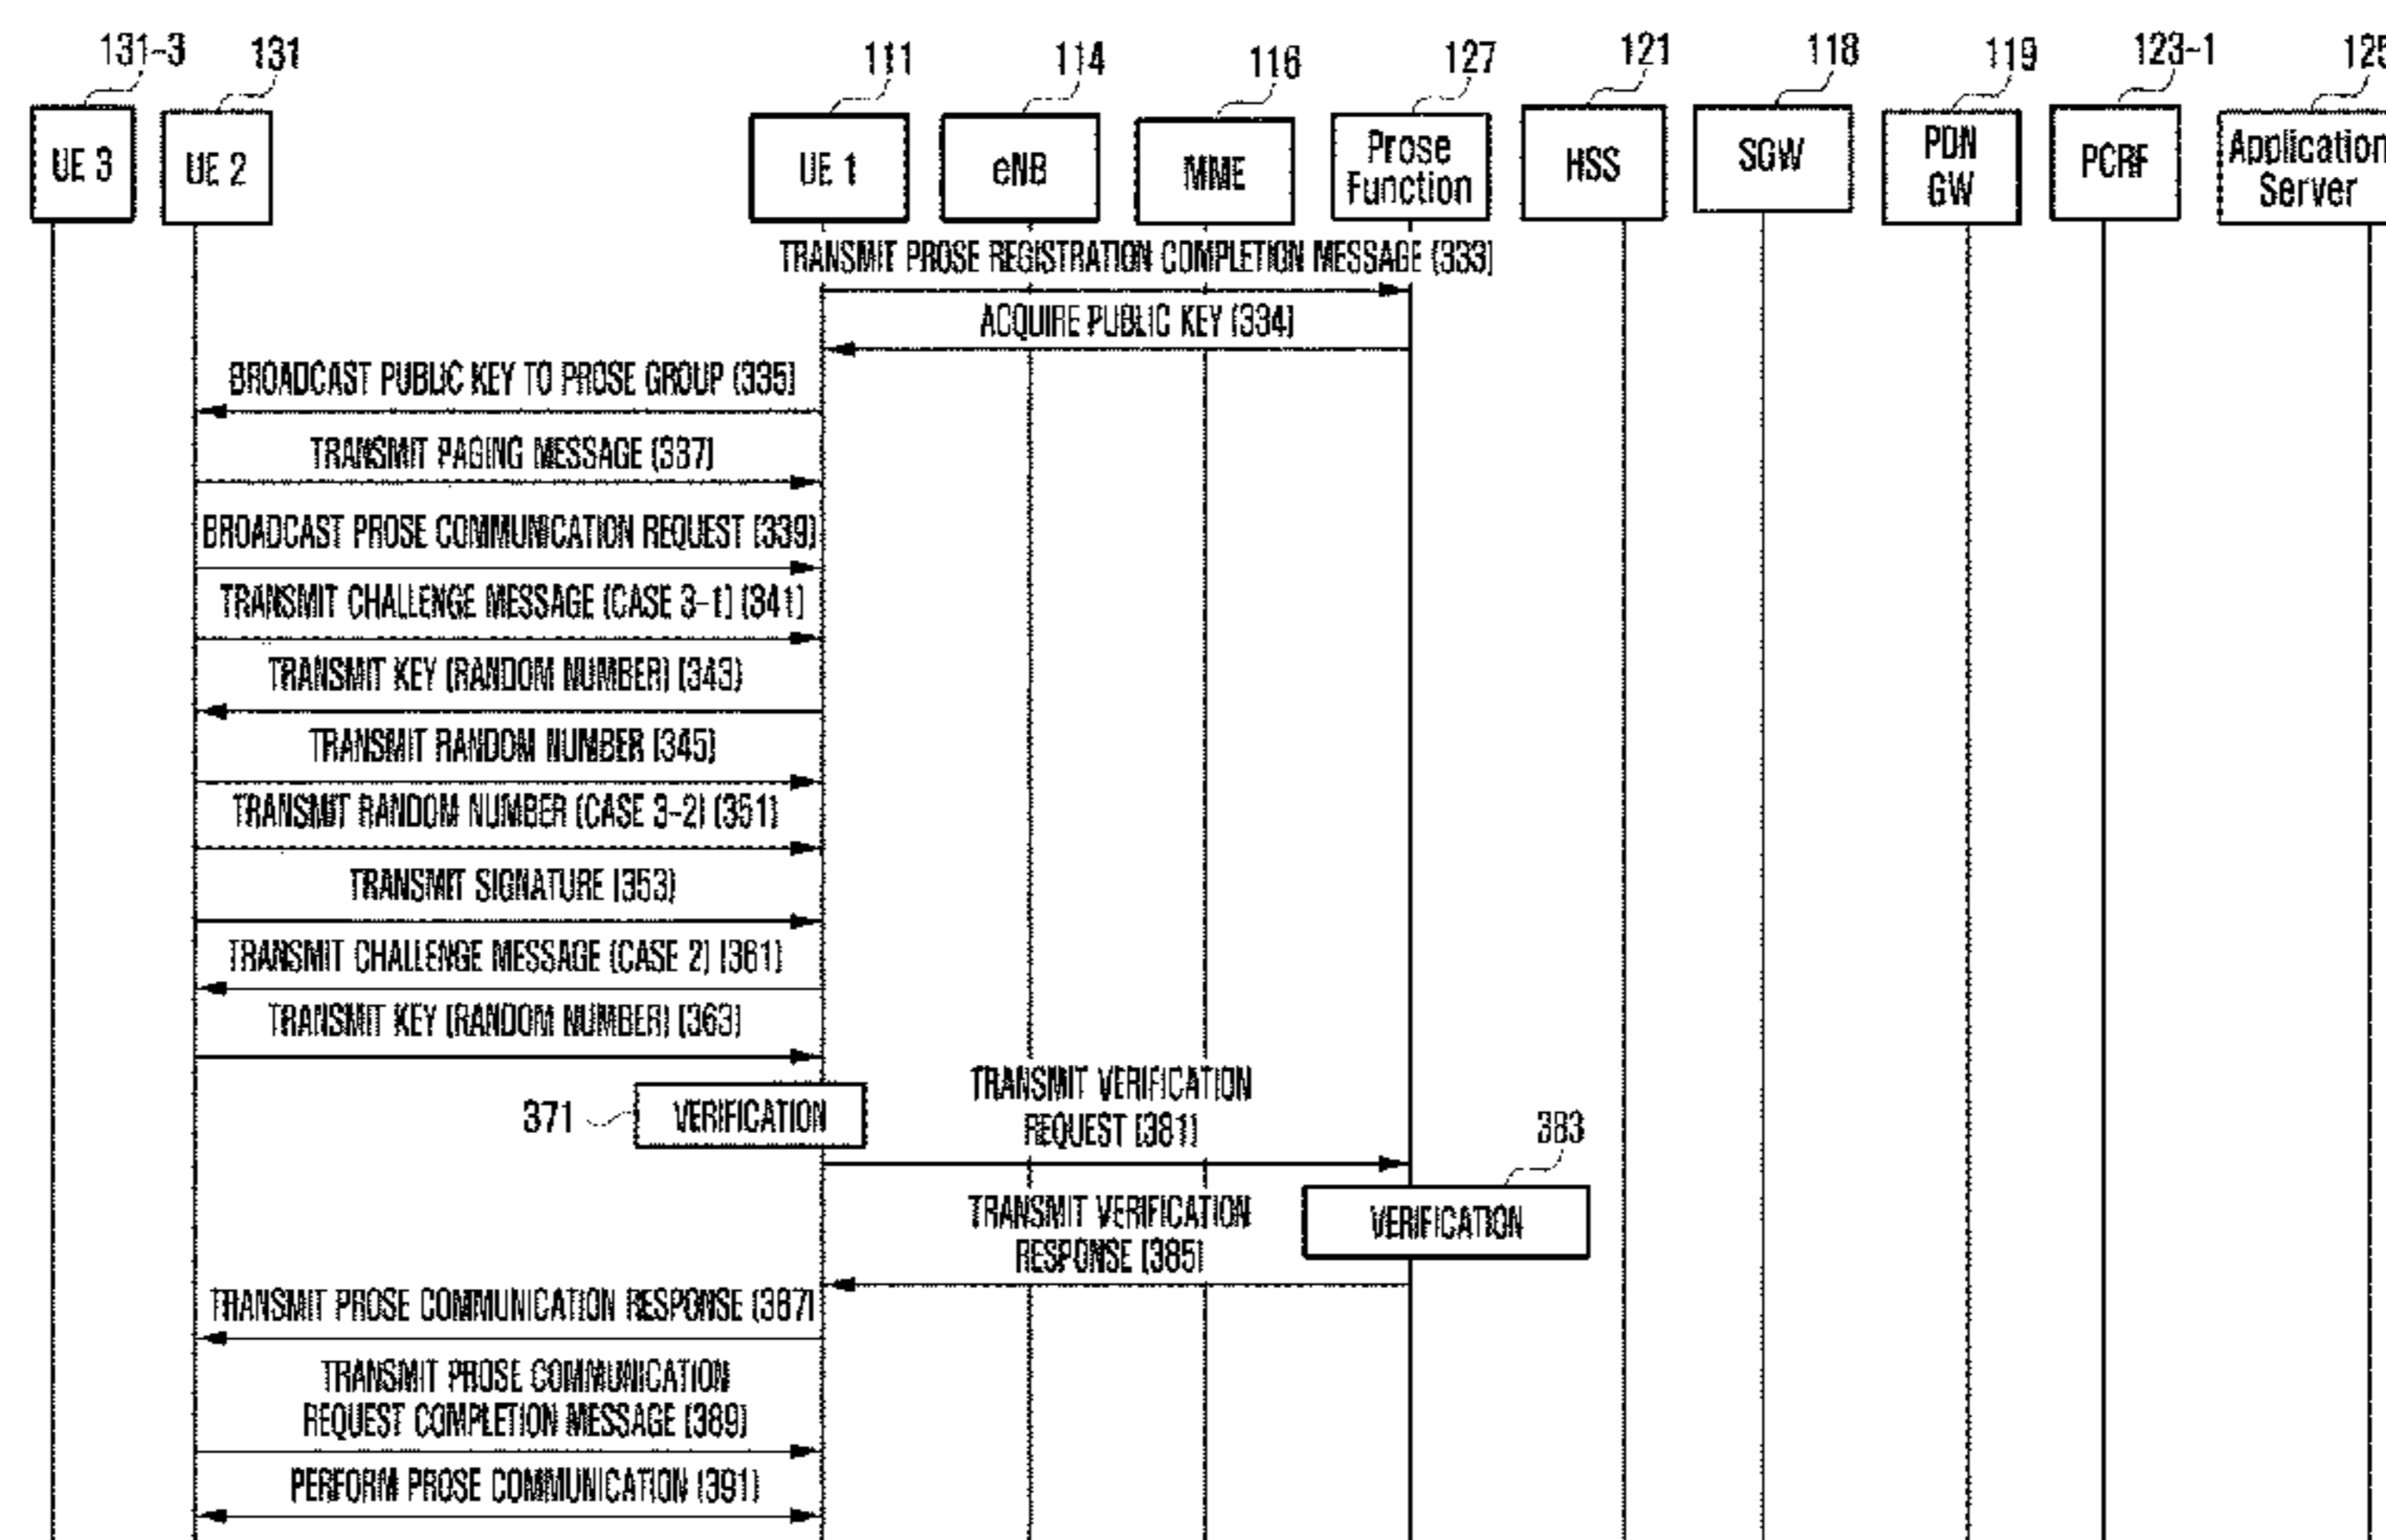 131-3 131 111 114 116 127 121 118 119 123-1 125
UE 3 UE 2 UE 1 eNB MME Prose Function HSS SGW PDN GW PCRF Application Server
TRANSMIT PROSE REGISTRATION COMPLETION MESSAGE (333)
ACQUIRE PUBLIC KEY (334)
BROADCAST PUBLIC KEY TO PROSE GROUP (335)
TRANSMIT PAGING MESSAGE (337)
BROADCAST PROSE COMMUNICATION REQUEST (339)
TRANSMIT CHALLENGE MESSAGE (CASE 3-1) (341)
TRANSMIT KEY (RANDOM NUMBER) (343)
TRANSMIT RANDOM NUMBER (345)
TRANSMIT RANDOM NUMBER (CASE 3-2) (351)
TRANSMIT SIGNATURE (353)
TRANSMIT CHALLENGE MESSAGE (CASE 2) (361)
TRANSMIT KEY (RANDOM NUMBER) (363)
371 VERIFICATION
TRANSMIT VERIFICATION
REQUEST (381)
383
VERIFICATION
TRANSMIT VERIFICATION
RESPONSE (385)
TRANSMIT PROSE COMMUNICATION RESPONSE (387)
TRANSMIT PROSE COMMUNICATION
REQUEST COMPLETION MESSAGE (389)
PERFORM PROSE COMMUNICATION (391)